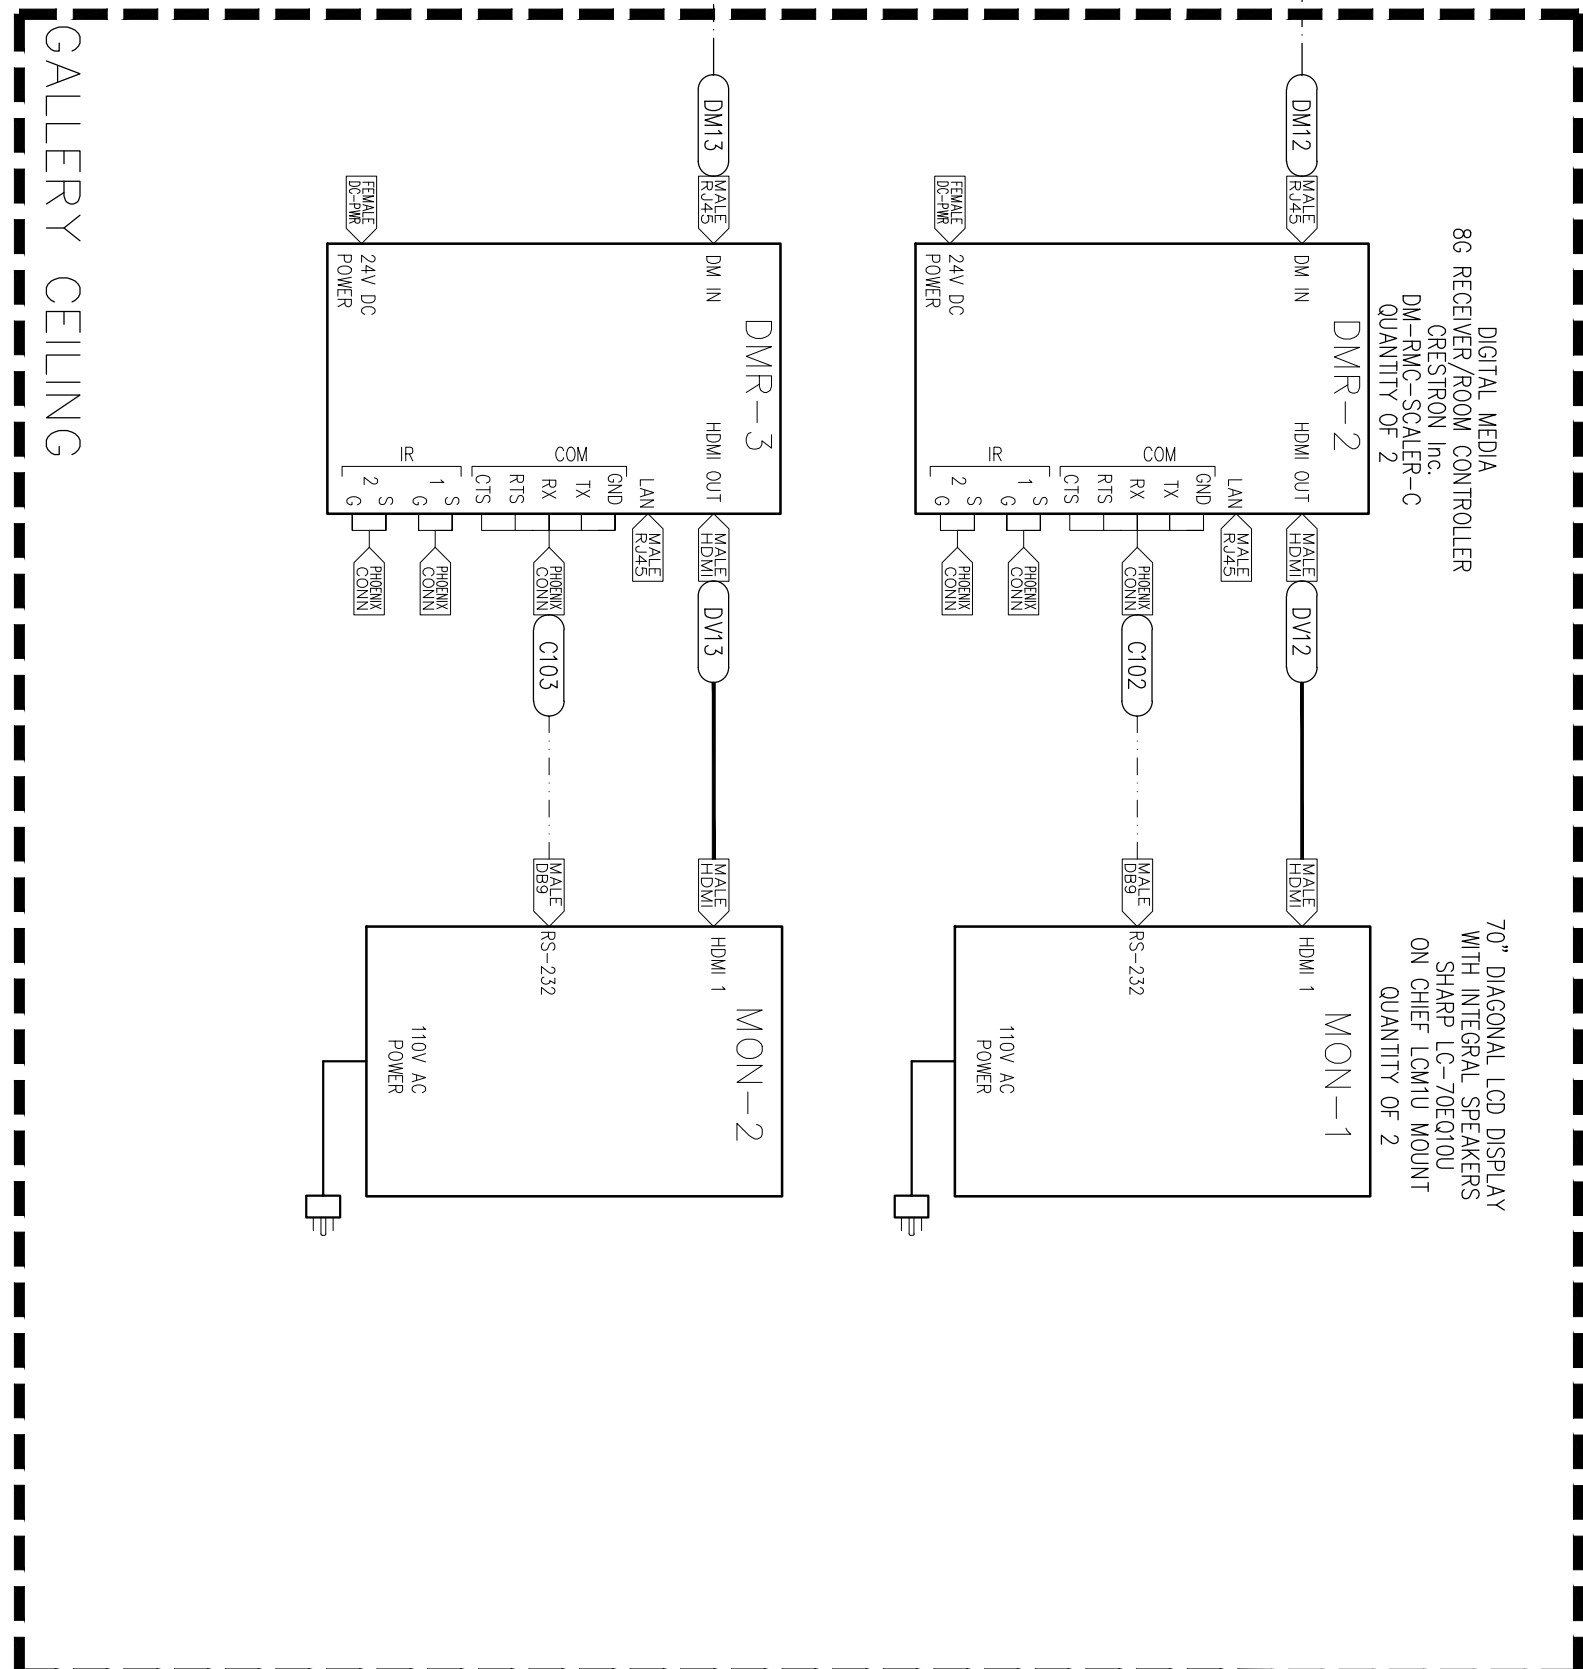 DIGITAL MEDIA
8G RECEIVER/ROOM CONTROLLER
CRESTRON Inc.
DM-RMC-SCALER-C
QUANTITY OF 2
70" DIAGONAL LCD DISPLAY
WITH INTEGRAL SPEAKERS
SHARP LC-70EQ10U
ON CHIEF LCM1U MOUNT
QUANTITY OF 2
DMR-2
MON-1
DM12
MALE
RJ45
DM IN
HDMI OUT
MALE
HDMI
DV12
MALE
HDMI
HDMI 1
LAN
MALE
RJ45
COM
GND
TX
RX
RTS
CTS
PHOENIX
CONN
C102
MALE
DB9
RS-232
IR
1
S
G
PHOENIX
CONN
2
S
G
PHOENIX
CONN
FEMALE
DC-PWR
24V DC
POWER
110V AC
POWER
DMR-3
MON-2
DM13
MALE
RJ45
DM IN
HDMI OUT
MALE
HDMI
DV13
MALE
HDMI
HDMI 1
LAN
MALE
RJ45
COM
GND
TX
RX
RTS
CTS
PHOENIX
CONN
C103
MALE
DB9
RS-232
IR
1
S
G
PHOENIX
CONN
2
S
G
PHOENIX
CONN
FEMALE
DC-PWR
24V DC
POWER
110V AC
POWER
GALLERY CEILING